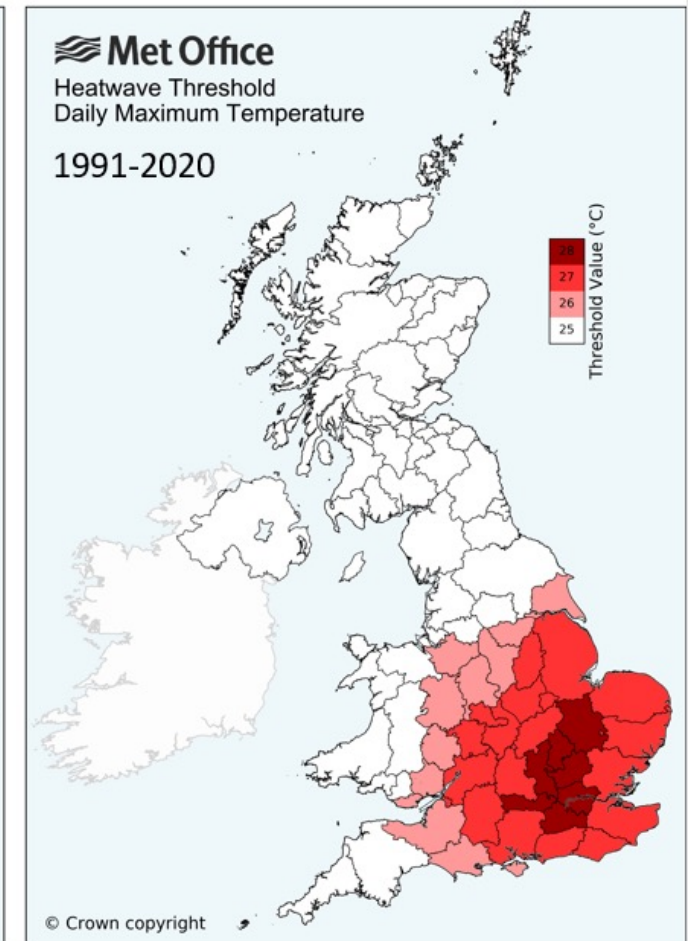 Met Office
Heatwave Threshold
Daily Maximum Temperature
1991-2020
28
27
26
25
Threshold Value (°C)
© Crown copyright